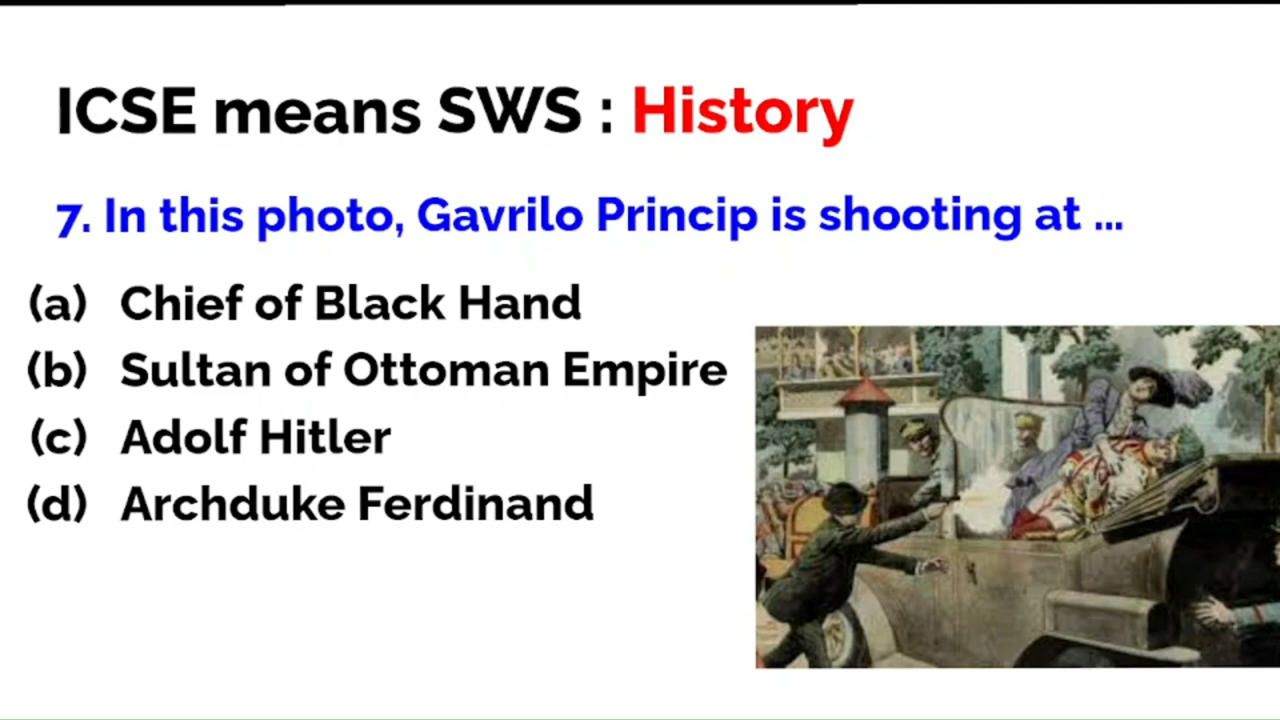 ICSE means SWS : History
7. In this photo, Gavrilo Princip is shooting at ...
(a) Chief of Black Hand
(b) Sultan of Ottoman Empire
(c) Adolf Hitler
(d) Archduke Ferdinand